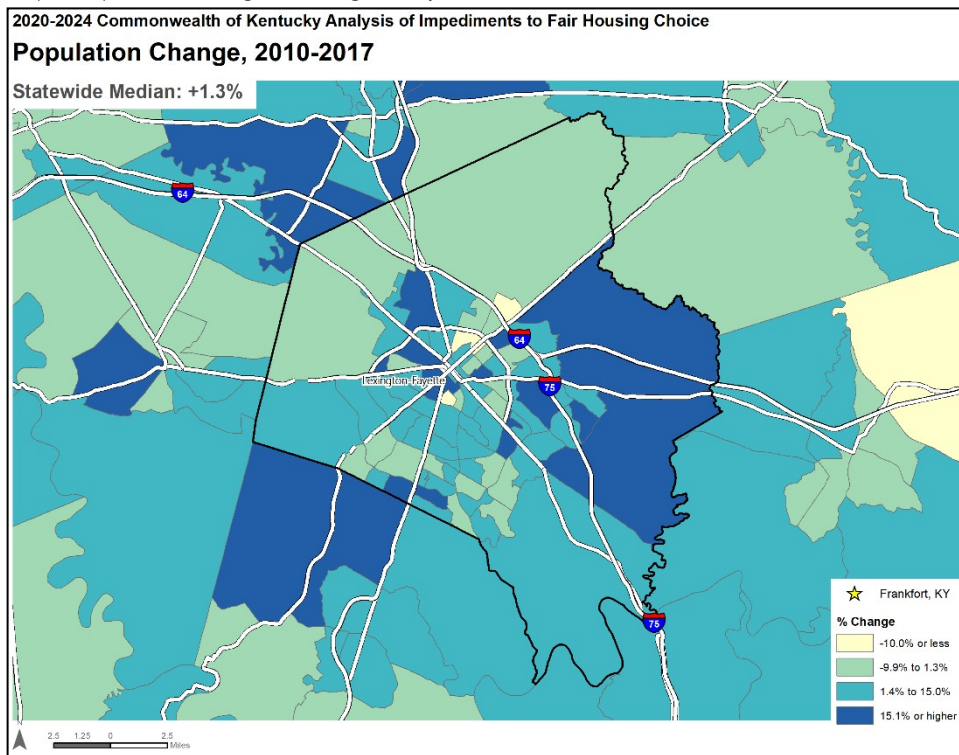 2020-2024 Commonwealth of Kentucky Analysis of Impediments to Fair Housing Choice
Population Change, 2010-2017
Statewide Median: +1.3%
64
64
Lexington-Fayette
75
75
Frankfort, KY
% Change
-10.0% or less
-9.9% to 1.3%
1.4% to 15.0%
15.1% or higher
2.5 1.25 0 2.5
Miles